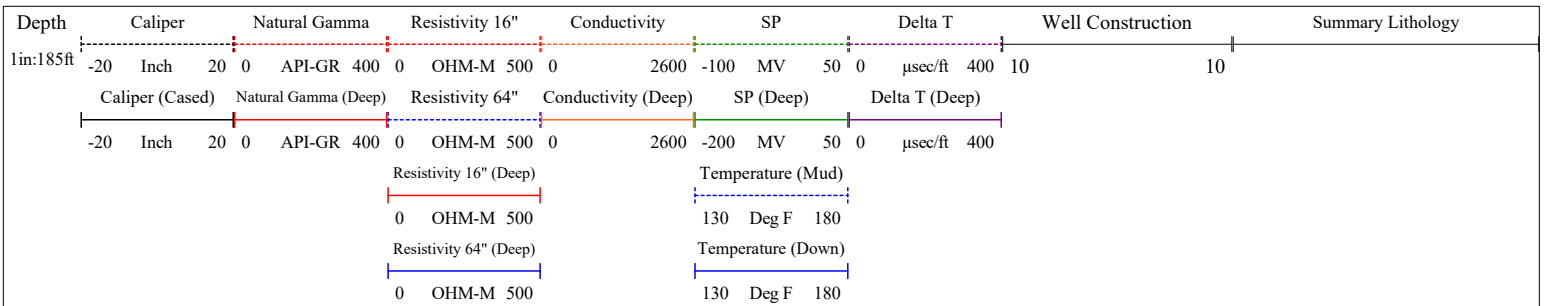 Depth Caliper Natural Gamma Resistivity 16" Conductivity SP Delta T Well Construction Summary Lithology
1in:185ft -20 Inch 20 0 API-GR 400 0 OHM-M 500 0 2600 -100 MV 50 0 µsec/ft 400 10 10
Caliper (Cased) Natural Gamma (Deep) Resistivity 64" Conductivity (Deep) SP (Deep) Delta T (Deep)
-20 Inch 20 0 API-GR 400 0 OHM-M 500 0 2600 -200 MV 50 0 µsec/ft 400
Resistivity 16" (Deep) Temperature (Mud)
0 OHM-M 500 130 Deg F 180
Resistivity 64" (Deep) Temperature (Down)
0 OHM-M 500 130 Deg F 180